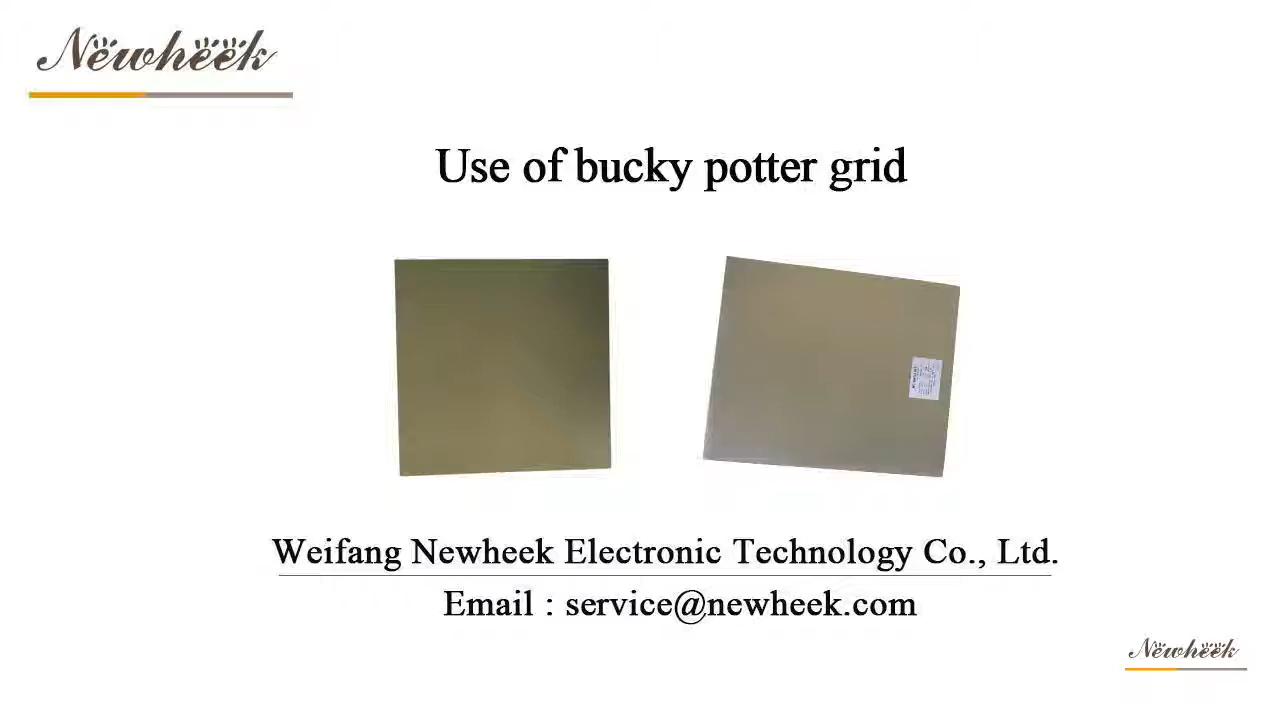 Newheek
Use of bucky potter grid
Weifang Newheek Electronic Technology Co., Ltd.
Email : service@newheek.com
Newheek